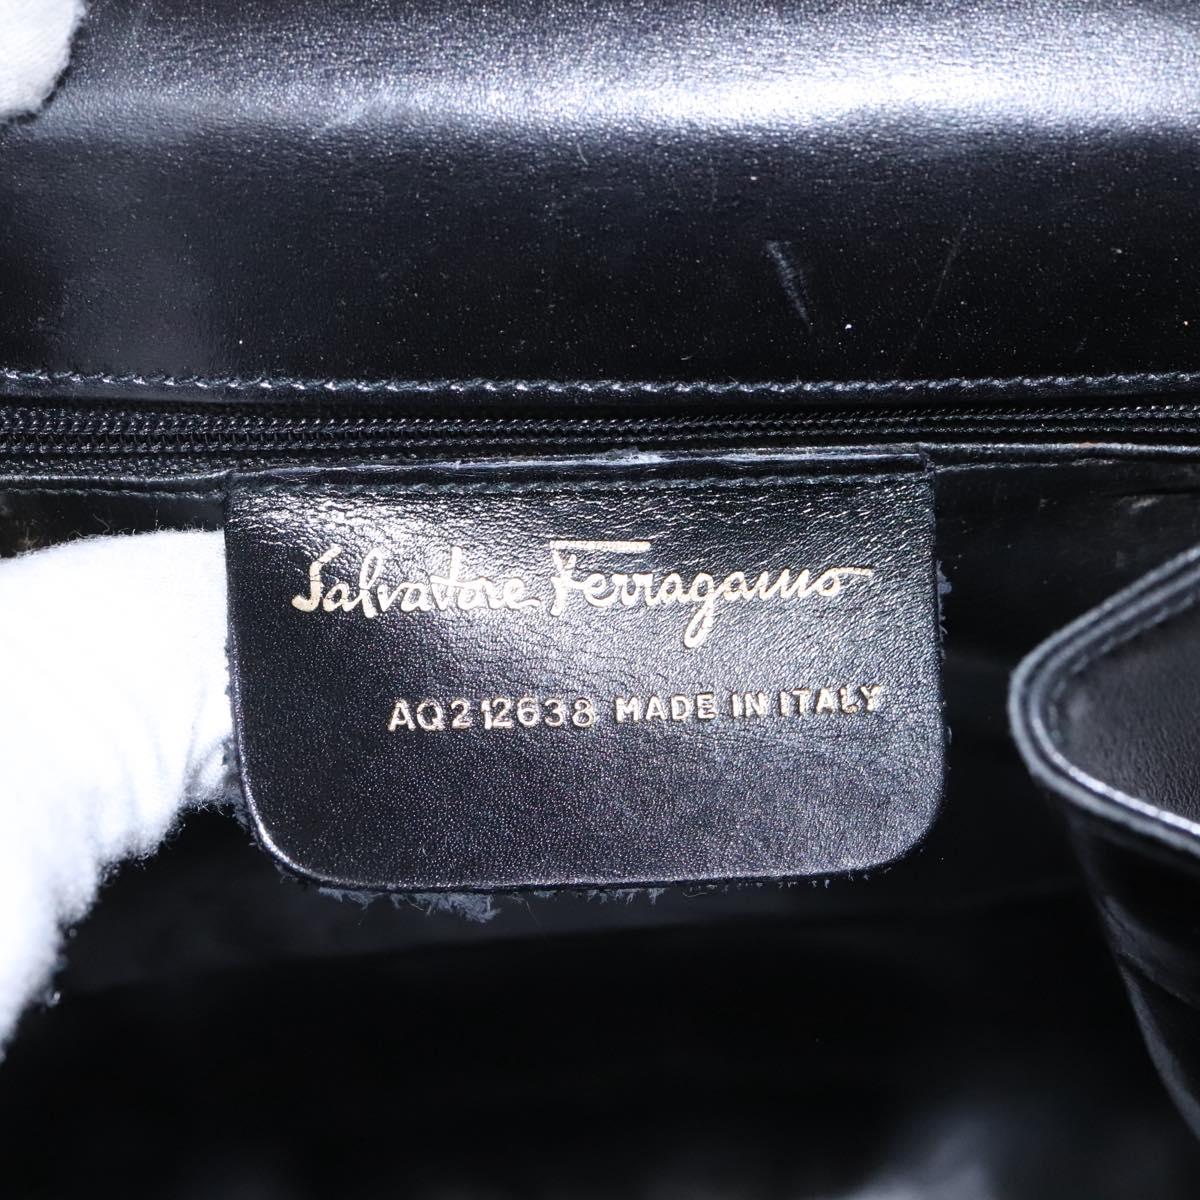 Salvatore Ferragamo
AQ212638 MADE IN ITALY